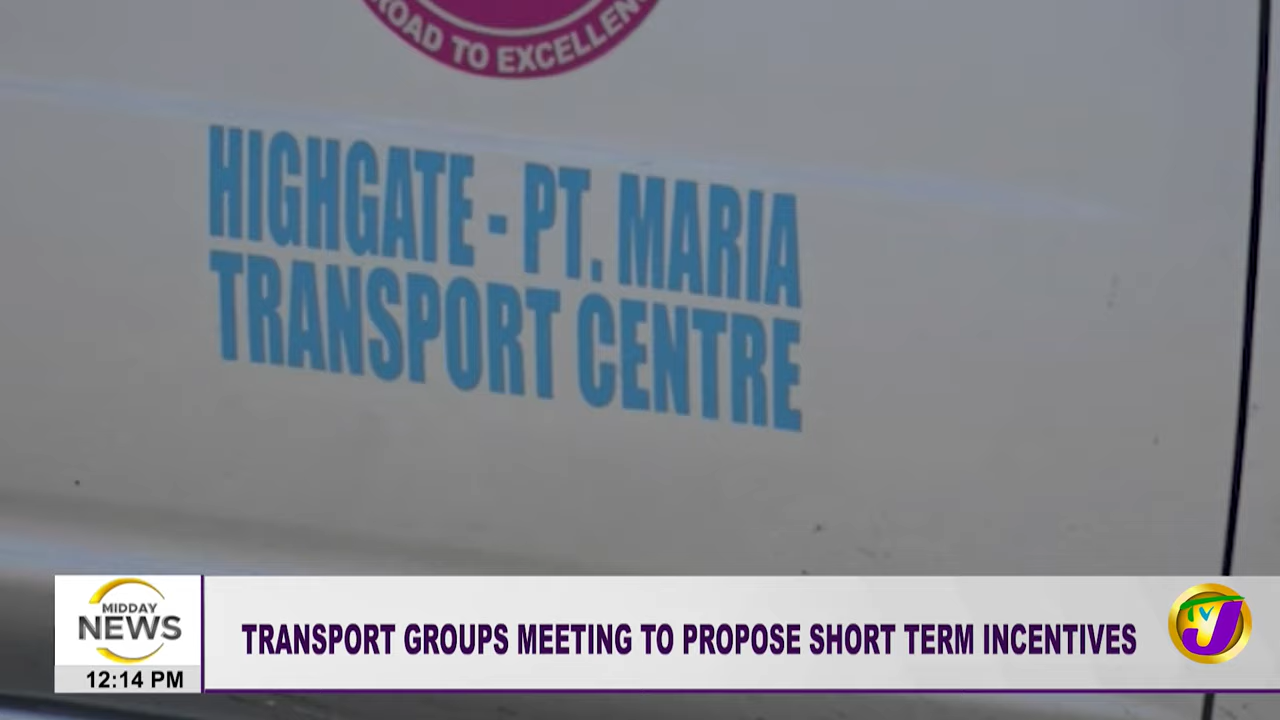 ROAD TO EXCELLEN
HIGHGATE - PT. MARIA
TRANSPORT CENTRE
MIDDAY
NEWS
12:14 PM
TRANSPORT GROUPS MEETING TO PROPOSE SHORT TERM INCENTIVES
TVJ